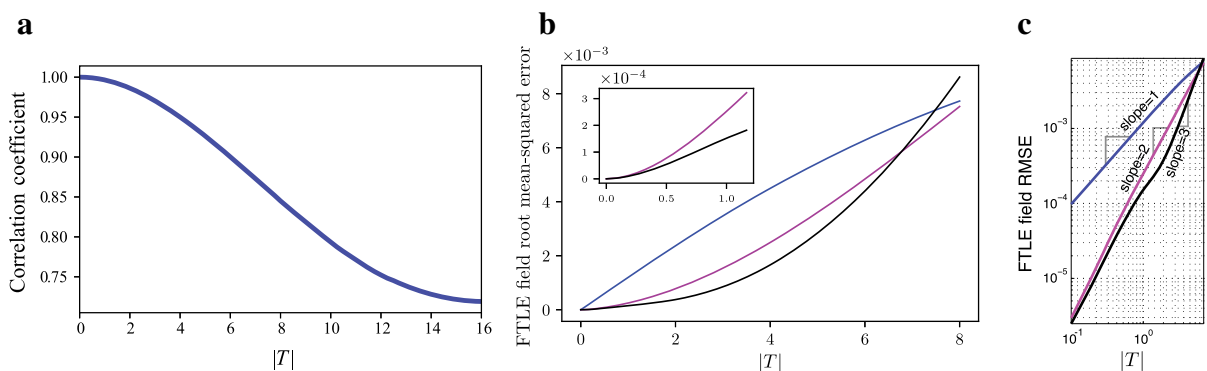 a
Correlation coefficient
1.00
0.95
0.90
0.85
0.80
0.75
0 2 4 6 8 10 12 14 16
|T|
b
FTLE field root mean-squared error
×10⁻³
8
6
4
2
0
×10⁻⁴
3
2
1
0
0.0 0.5 1.0
0 2 4 6 8
|T|
c
FTLE field RMSE
10⁻³
10⁻⁴
10⁻⁵
slope=1
slope=2
slope=3
10⁻¹ 10⁰
|T|